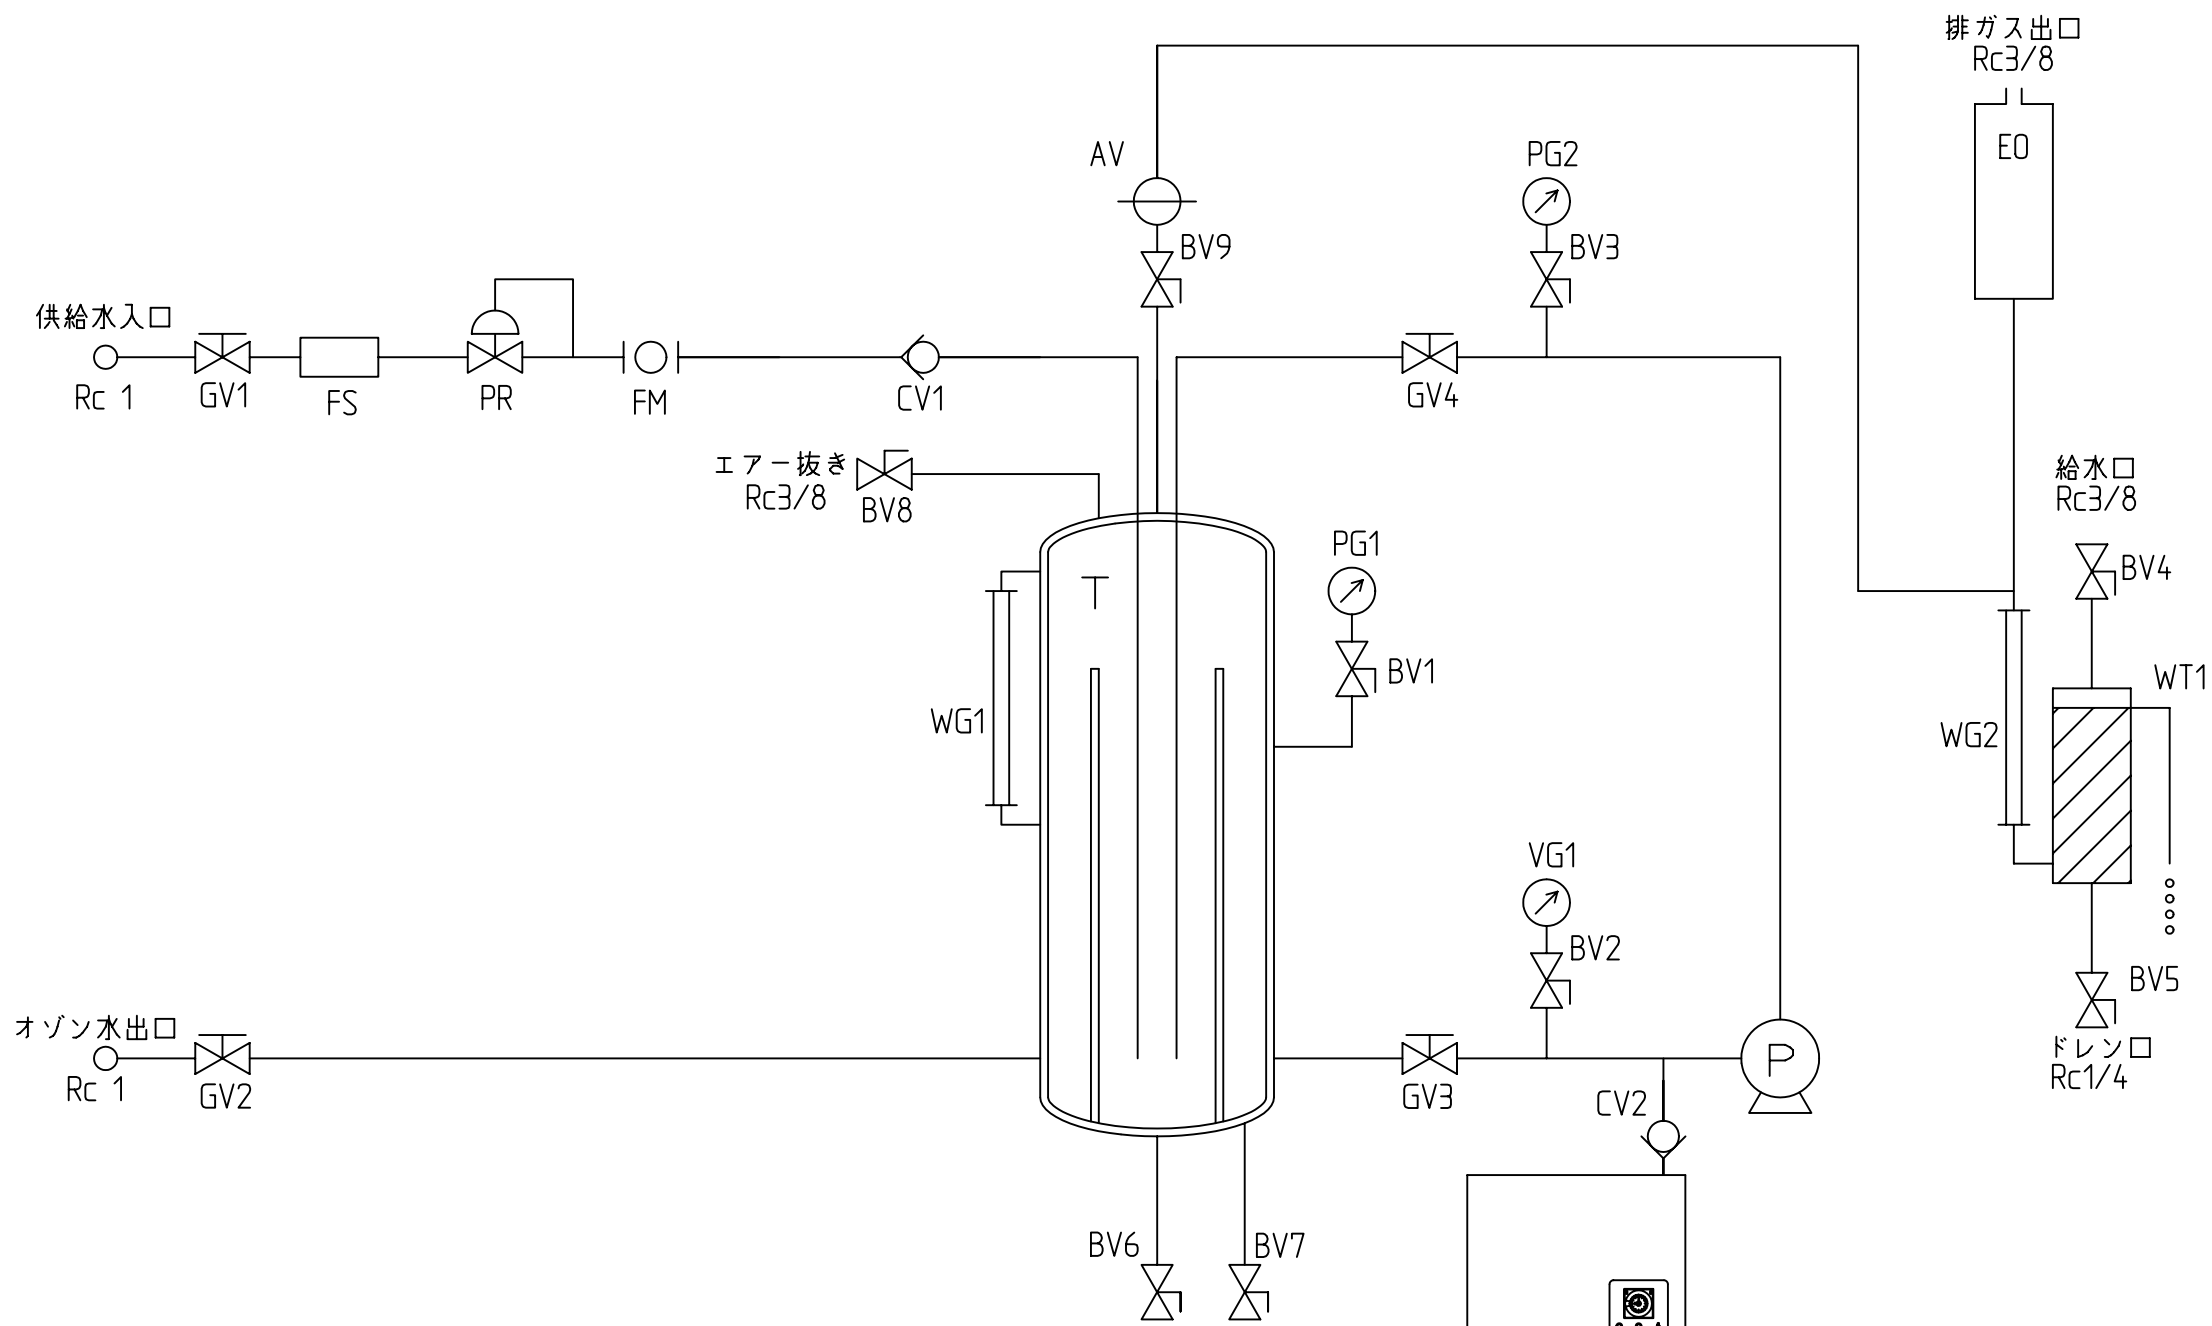 排ガス出口
Rc3/8
EO
AV
PG2
BV9
BV3
供給水入口
Rc 1
GV1
FS
PR
FM
CV1
GV4
エアー抜き
Rc3/8
BV8
給水口
Rc3/8
BV4
PG1
BV1
T
WG1
WT1
WG2
VG1
BV2
BV5
ドレン口
Rc1/4
オゾン水出口
Rc 1
GV2
GV3
CV2
P
BV6
BV7